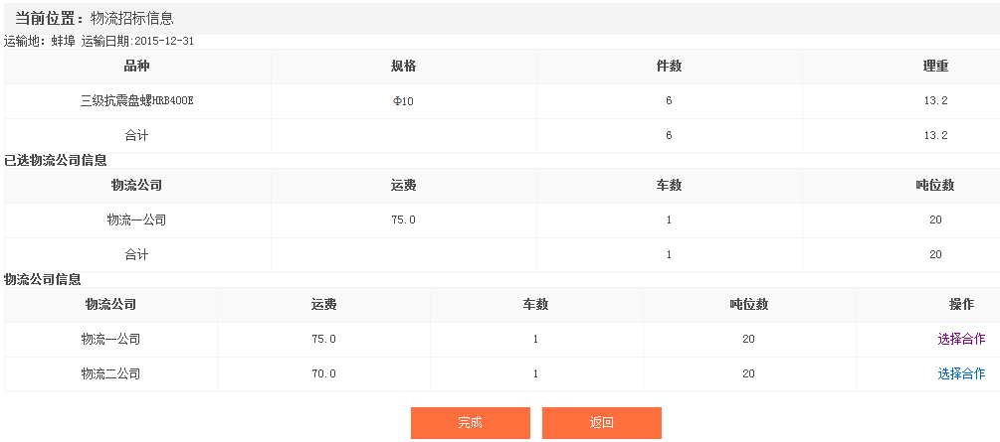 当前位置：物流招标信息
运输地：蚌埠 运输日期:2015-12-31
品种 规格 件数 理重
三级抗震盘螺HRB400E Φ10 6 13.2
合计 6 13.2
已选物流公司信息
物流公司 运费 车数 吨位数
物流一公司 75.0 1 20
合计 1 20
物流公司信息
物流公司 运费 车数 吨位数 操作
物流一公司 75.0 1 20 选择合作
物流二公司 70.0 1 20 选择合作
完成 返回